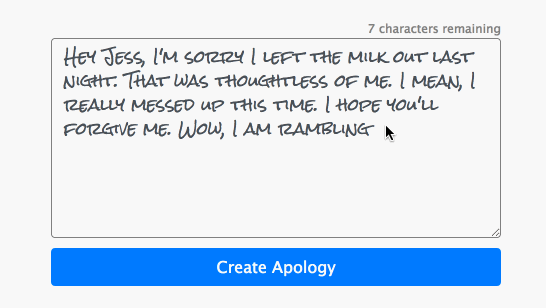 7 characters remaining
Hey Jess, I'm sorry I left the milk out last
night. That was thoughtless of me. I mean, I
really messed up this time. I hope you'll
forgive me. Wow, I am rambling
Create Apology